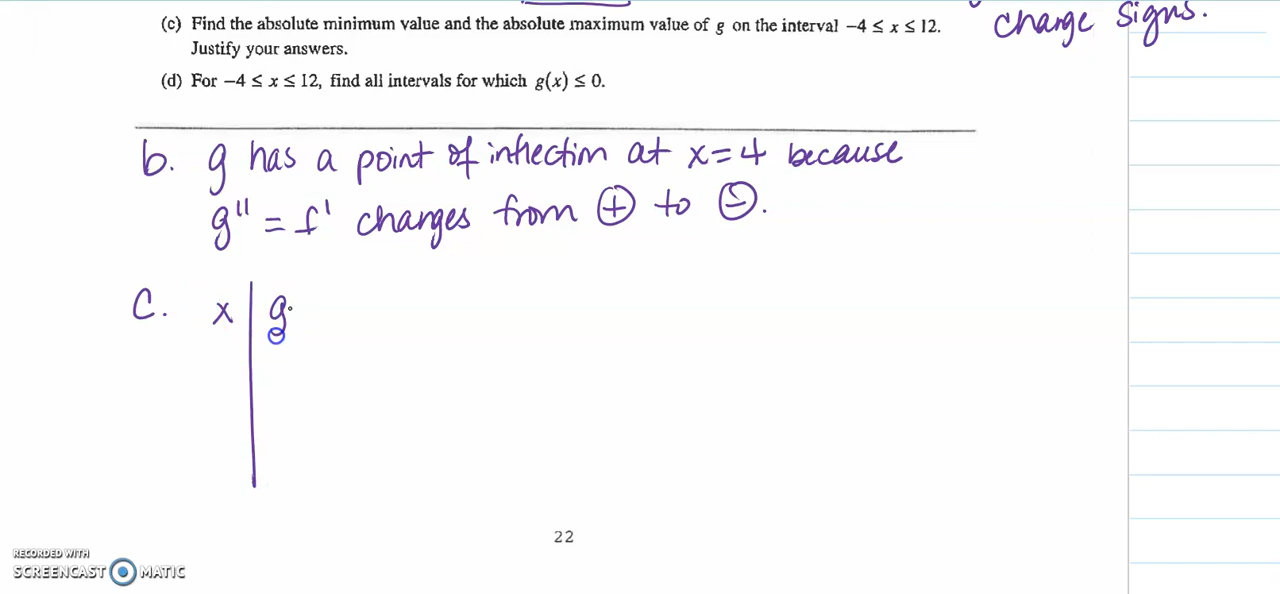 (c) Find the absolute minimum value and the absolute maximum value of g on the interval −4 ≤ x ≤ 12.
Justify your answers.
(d) For −4 ≤ x ≤ 12, find all intervals for which g(x) ≤ 0.
change signs.
b. g has a point of inflection at x=4 because
g'' = f' changes from ⊕ to ⊖.
C. x | g
22
RECORDED WITH
SCREENCAST MATIC